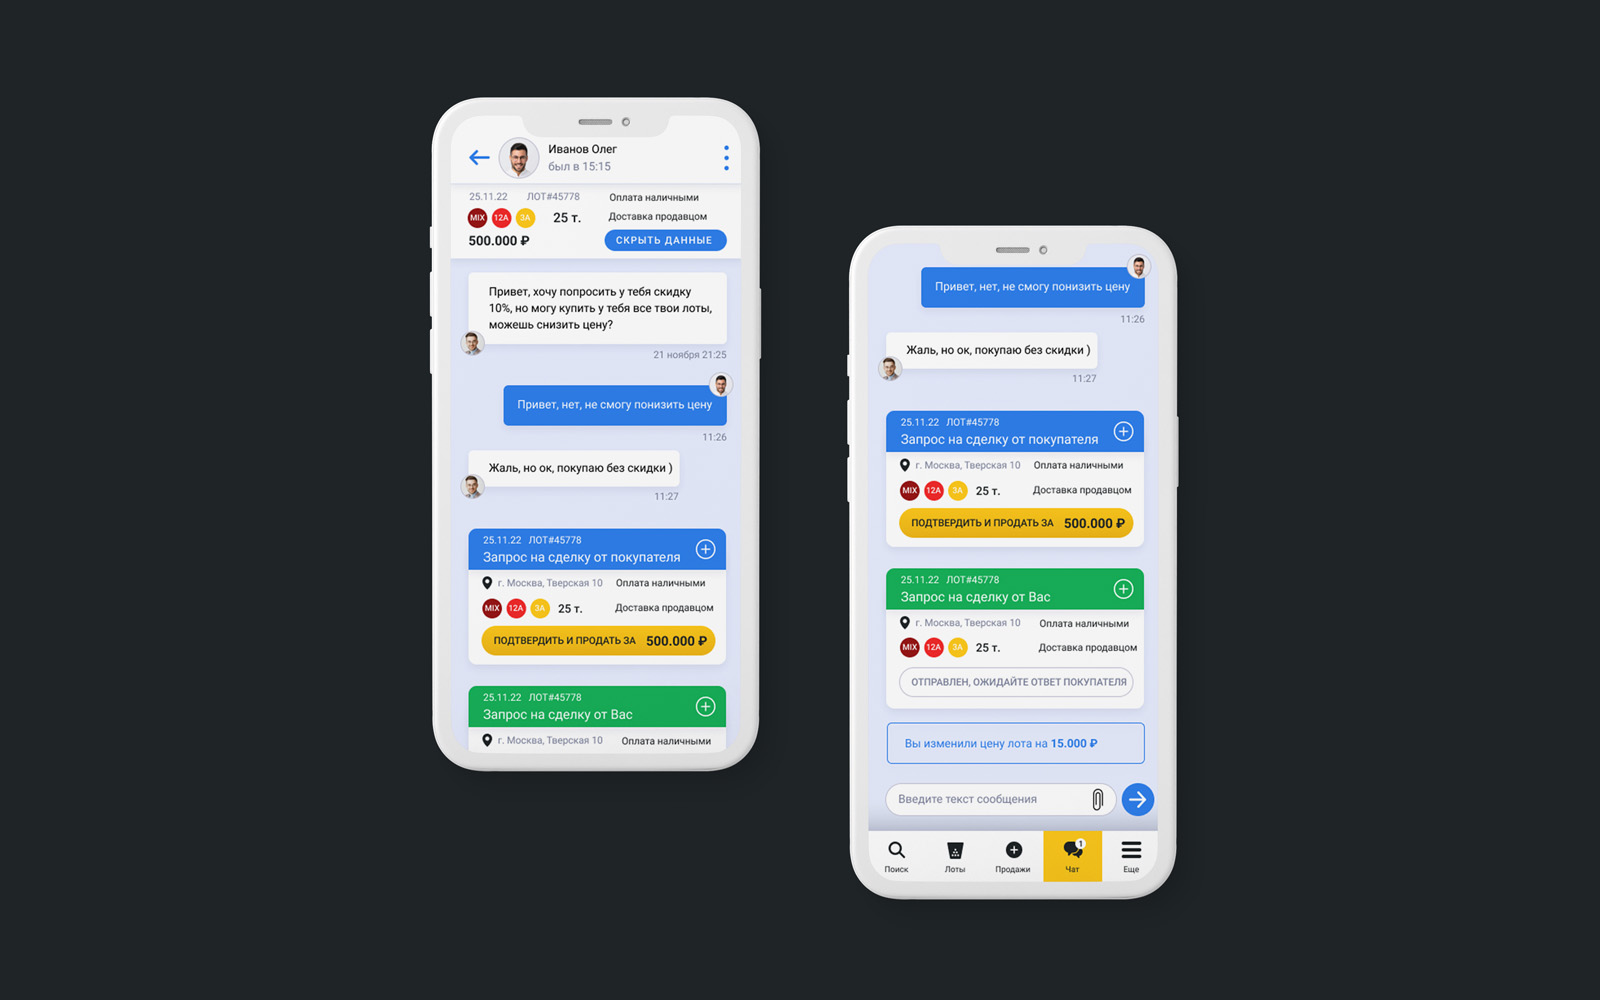 Иванов Олег
был в 15:15
25.11.22 ЛОТ#45778 Оплата наличными
MIX 12A 3A 25 т. Доставка продавцом
500.000 ₽ СКРЫТЬ ДАННЫЕ
Привет, хочу попросить у тебя скидку
10%, но могу купить у тебя все твои лоты,
можешь снизить цену?
21 ноября 21:25
Привет, нет, не смогу понизить цену
11:26
Жаль, но ок, покупаю без скидки )
11:27
25.11.22 ЛОТ#45778
Запрос на сделку от покупателя
г. Москва, Тверская 10 Оплата наличными
MIX 12A 3A 25 т. Доставка продавцом
ПОДТВЕРДИТЬ И ПРОДАТЬ ЗА 500.000 ₽
25.11.22 ЛОТ#45778
Запрос на сделку от Вас
г. Москва, Тверская 10 Оплата наличными
Привет, нет, не смогу понизить цену
11:26
Жаль, но ок, покупаю без скидки )
11:27
25.11.22 ЛОТ#45778
Запрос на сделку от покупателя
г. Москва, Тверская 10 Оплата наличными
MIX 12A 3A 25 т. Доставка продавцом
ПОДТВЕРДИТЬ И ПРОДАТЬ ЗА 500.000 ₽
25.11.22 ЛОТ#45778
Запрос на сделку от Вас
г. Москва, Тверская 10 Оплата наличными
MIX 12A 3A 25 т. Доставка продавцом
ОТПРАВЛЕН, ОЖИДАЙТЕ ОТВЕТ ПОКУПАТЕЛЯ
Вы изменили цену лота на 15.000 ₽
Введите текст сообщения
1
Поиск Лоты Продажи Чат Еще